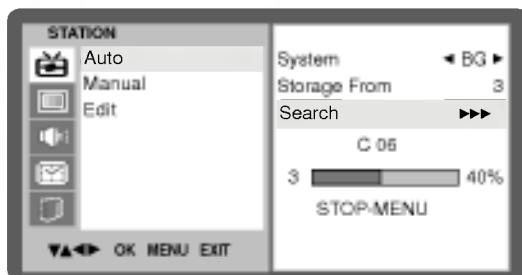 STATION
Auto
Manual
Edit
▼▲◀▶ OK MENU EXIT
System ◀ BG ▶
Storage From 3
Search ▶▶▶
C 06
3 40%
STOP-MENU